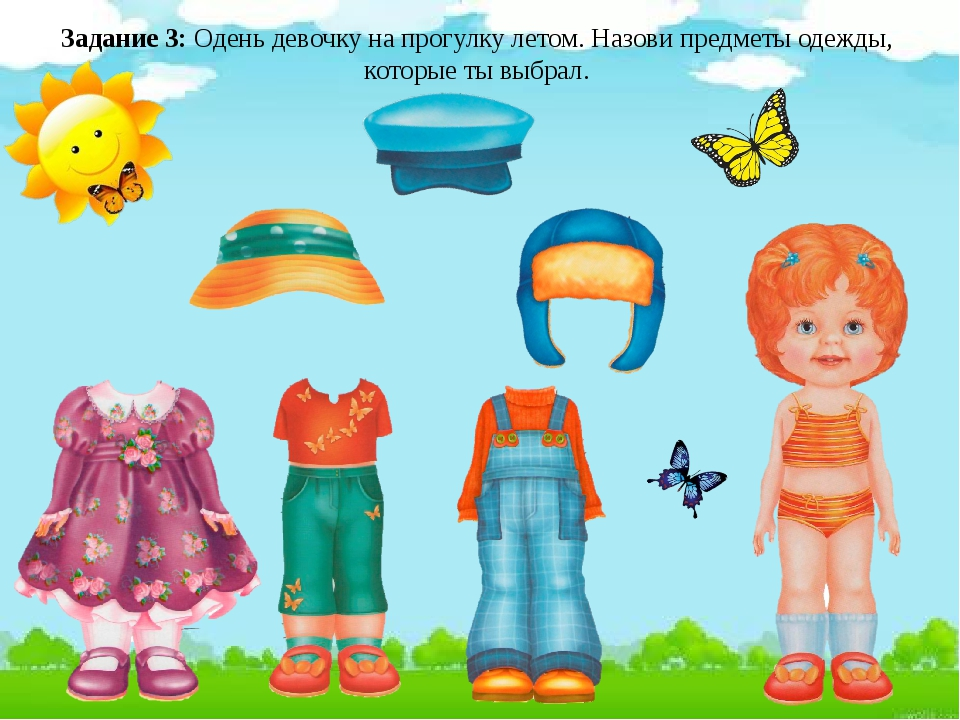 Задание 3: Одень девочку на прогулку летом. Назови предметы одежды,
которые ты выбрал.